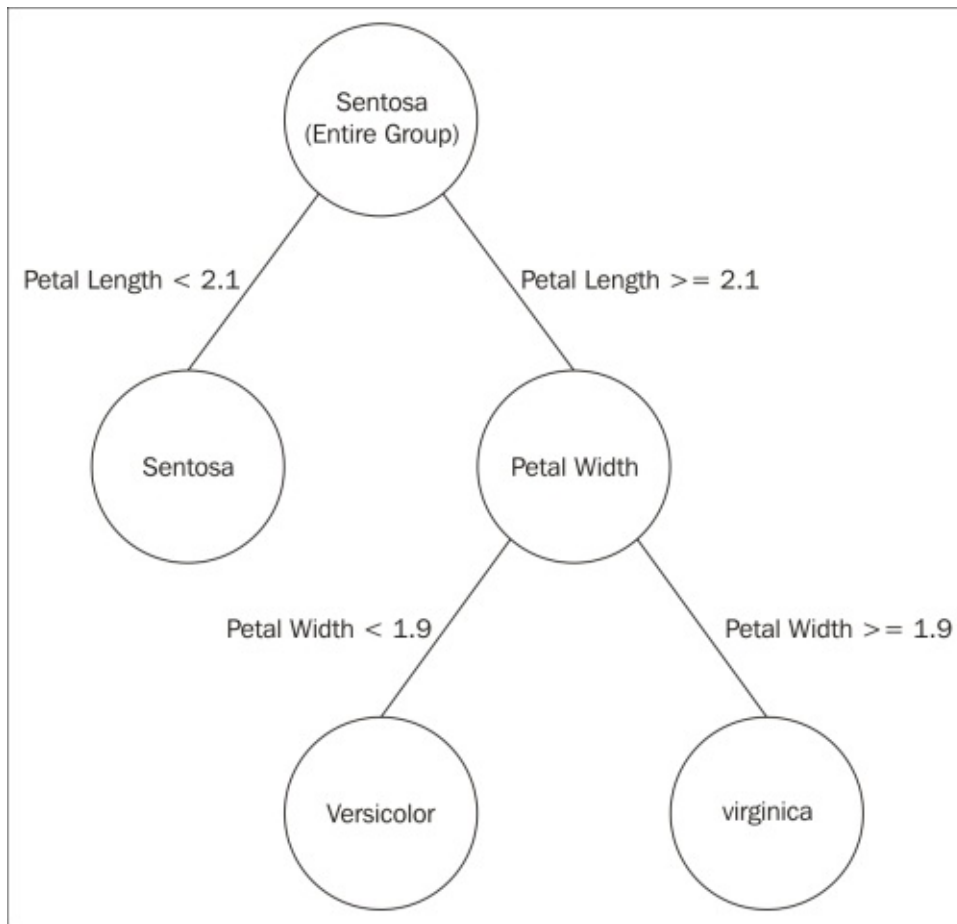 Sentosa
(Entire Group)
Petal Length < 2.1
Petal Length >= 2.1
Sentosa
Petal Width
Petal Width < 1.9
Petal Width >= 1.9
Versicolor
virginica